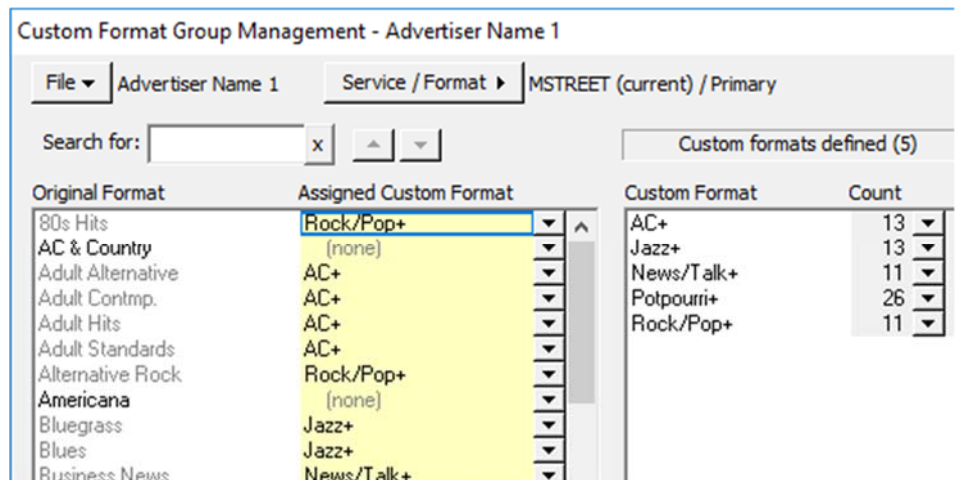 Custom Format Group Management - Advertiser Name 1
File Advertiser Name 1 Service / Format MSTREET (current) / Primary
Search for: x Custom formats defined (5)
Original Format Assigned Custom Format Custom Format Count
80s Hits Rock/Pop+ AC+ 13
AC & Country (none) Jazz+ 13
Adult Alternative AC+ News/Talk+ 11
Adult Contmp. AC+ Potpourri+ 26
Adult Hits AC+ Rock/Pop+ 11
Adult Standards AC+
Alternative Rock Rock/Pop+
Americana (none)
Bluegrass Jazz+
Blues Jazz+
Business News News/Talk+